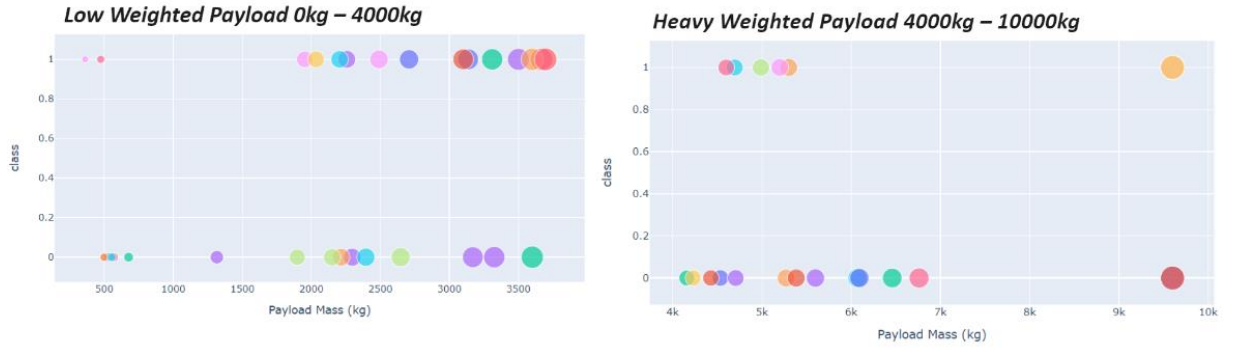 Low Weighted Payload 0kg – 4000kg
1
0.8
0.6
0.4
0.2
0
class
500
1000
1500
2000
2500
3000
3500
Payload Mass (kg)
Heavy Weighted Payload 4000kg – 10000kg
1
0.8
0.6
0.4
0.2
0
class
4k
5k
6k
7k
8k
9k
10k
Payload Mass (kg)